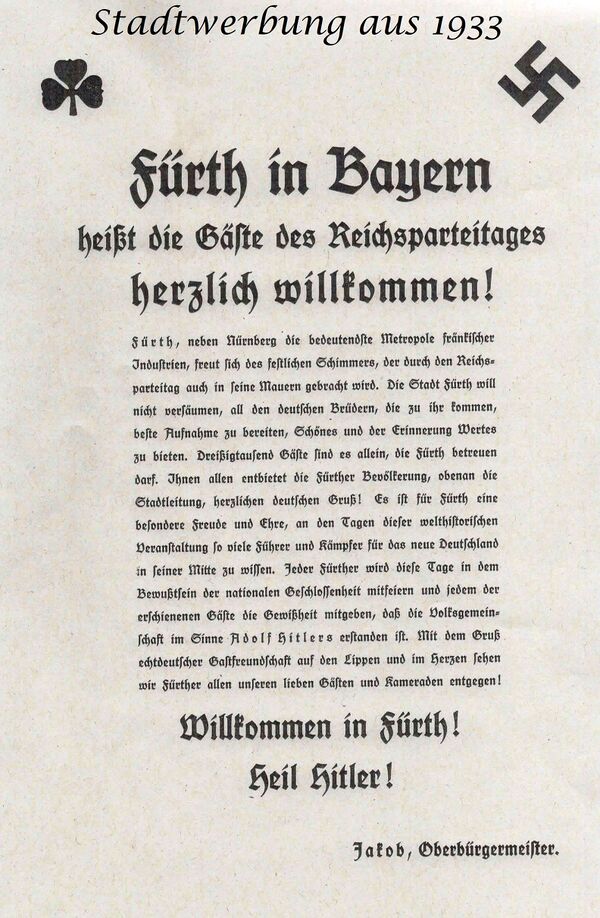 Stadtwerbung aus 1933
Fürth in Bayern
heißt die Gäste des Reichsparteitages
herzlich willkommen!
Fürth, neben Nürnberg die bedeutendste Metropole fränkischer
Industrien, freut sich des festlichen Schimmers, der durch den Reichs-
parteitag auch in seine Mauern gebracht wird. Die Stadt Fürth will
nicht versäumen, all den deutschen Brüdern, die zu ihr kommen,
beste Aufnahme zu bereiten, Schönes und der Erinnerung Wertes
zu bieten. Dreißigtausend Gäste sind es allein, die Fürth betreuen
darf. Ihnen allen entbietet die Fürther Bevölkerung, obenan die
Stadtleitung, herzlichen deutschen Gruß! Es ist für Fürth eine
besondere Freude und Ehre, an den Tagen dieser welthistorischen
Veranstaltung so viele Führer und Kämpfer für das neue Deutschland
in seiner Mitte zu wissen. Jeder Fürther wird diese Tage in dem
Bewußtsein der nationalen Geschlossenheit mitfeiern und jedem der
erschienenen Gäste die Gewißheit mitgeben, daß die Volksgemein-
schaft im Sinne Adolf Hitlers erstanden ist. Mit dem Gruß
echtdeutscher Gastfreundschaft auf den Lippen und im Herzen sehen
wir Fürther allen unseren lieben Gästen und Kameraden entgegen!
Willkommen in Fürth!
Heil Hitler!
Jakob, Oberbürgermeister.